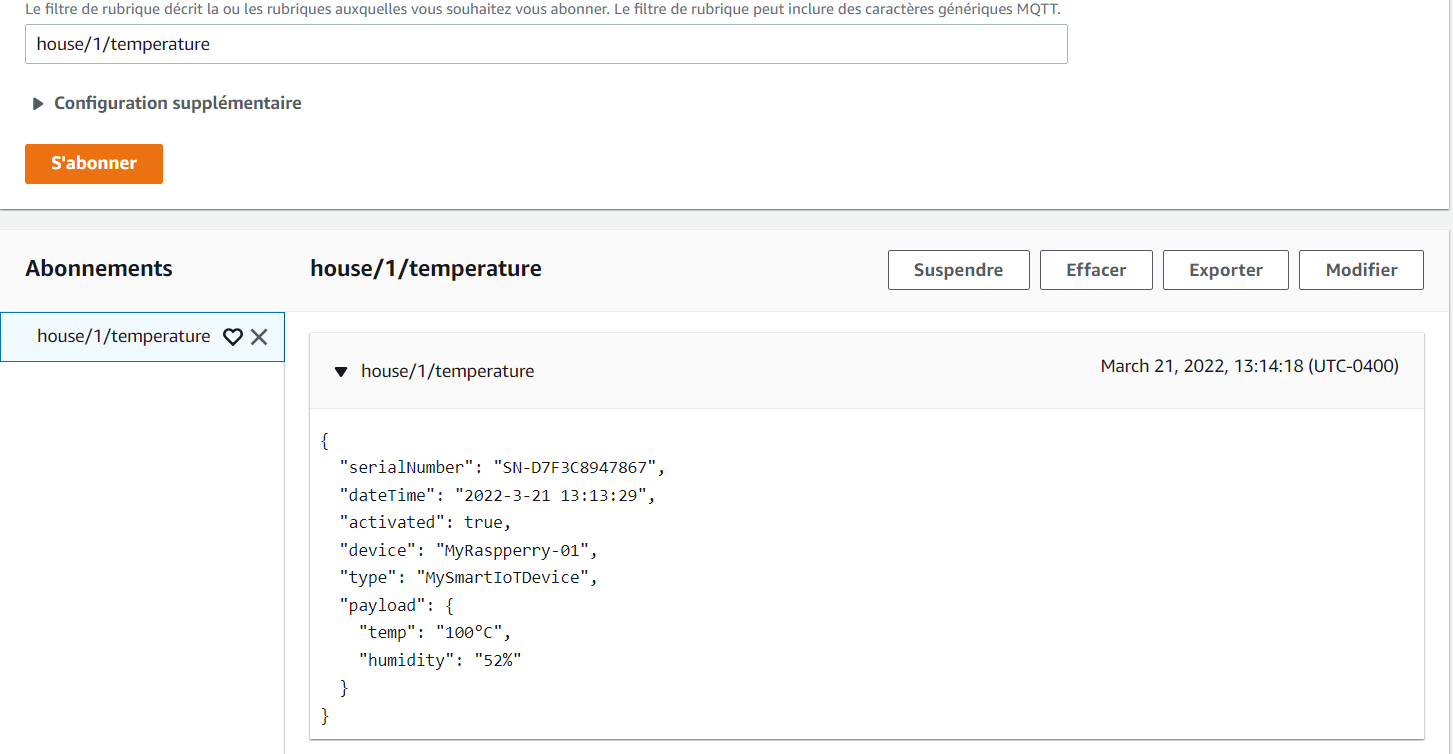 Le filtre de rubrique décrit la ou les rubriques auxquelles vous souhaitez vous abonner. Le filtre de rubrique peut inclure des caractères génériques MQTT.
house/1/temperature
Configuration supplémentaire
S'abonner
Abonnements
house/1/temperature
Suspendre
Effacer
Exporter
Modifier
house/1/temperature
house/1/temperature
March 21, 2022, 13:14:18 (UTC-0400)
{
  "serialNumber": "SN-D7F3C8947867",
  "dateTime": "2022-3-21 13:13:29",
  "activated": true,
  "device": "MyRaspperry-01",
  "type": "MySmartIoTDevice",
  "payload": {
    "temp": "100°C",
    "humidity": "52%"
  }
}